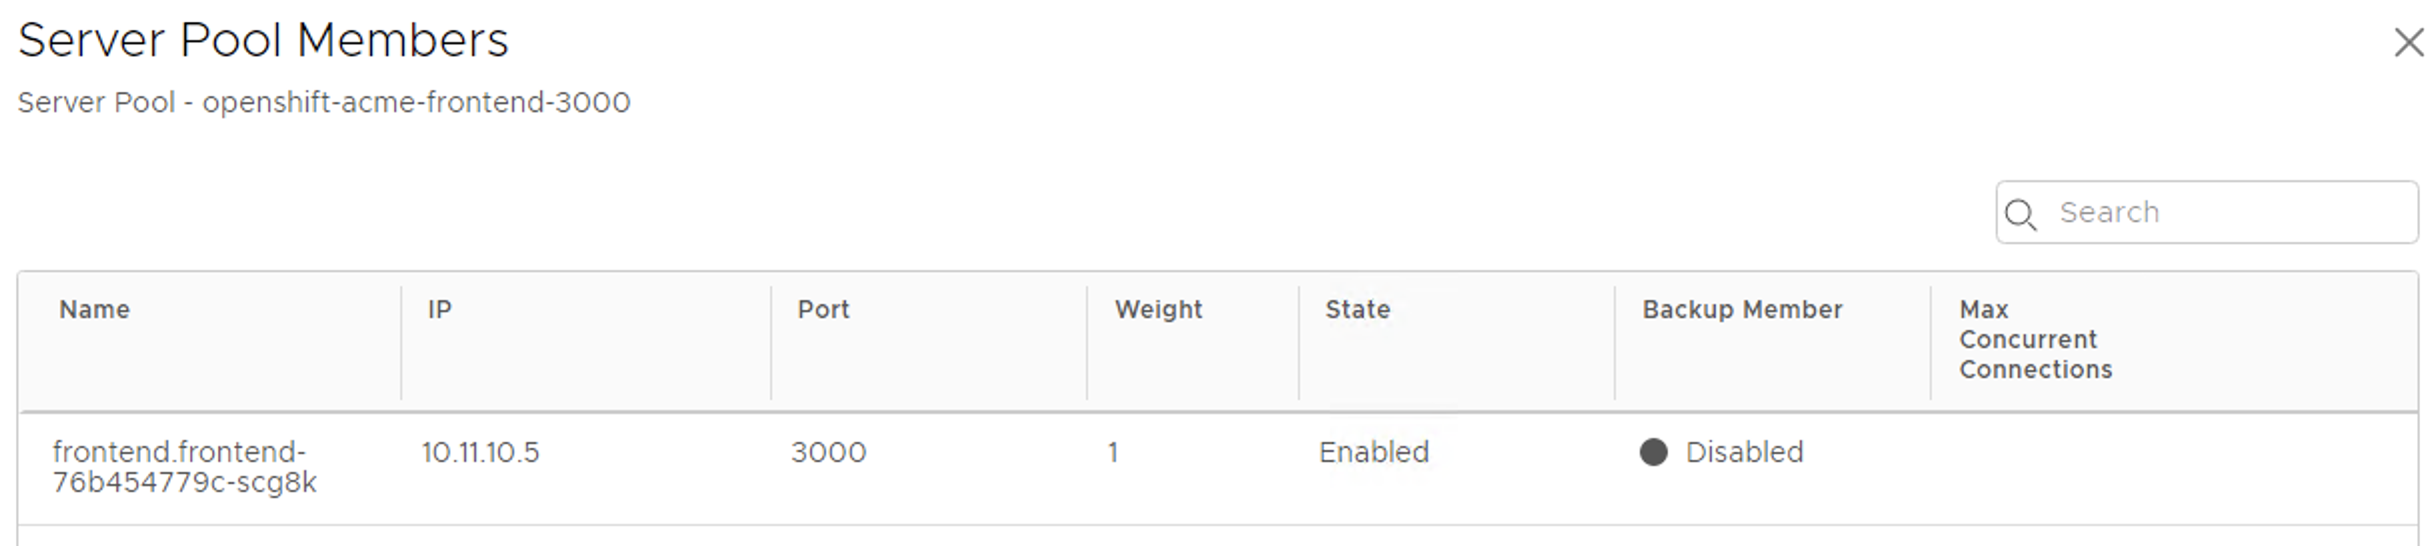 Server Pool Members
Server Pool - openshift-acme-frontend-3000
Search
Name
IP
Port
Weight
State
Backup Member
Max
Concurrent
Connections
frontend.frontend-
76b454779c-scg8k
10.11.10.5
3000
1
Enabled
Disabled